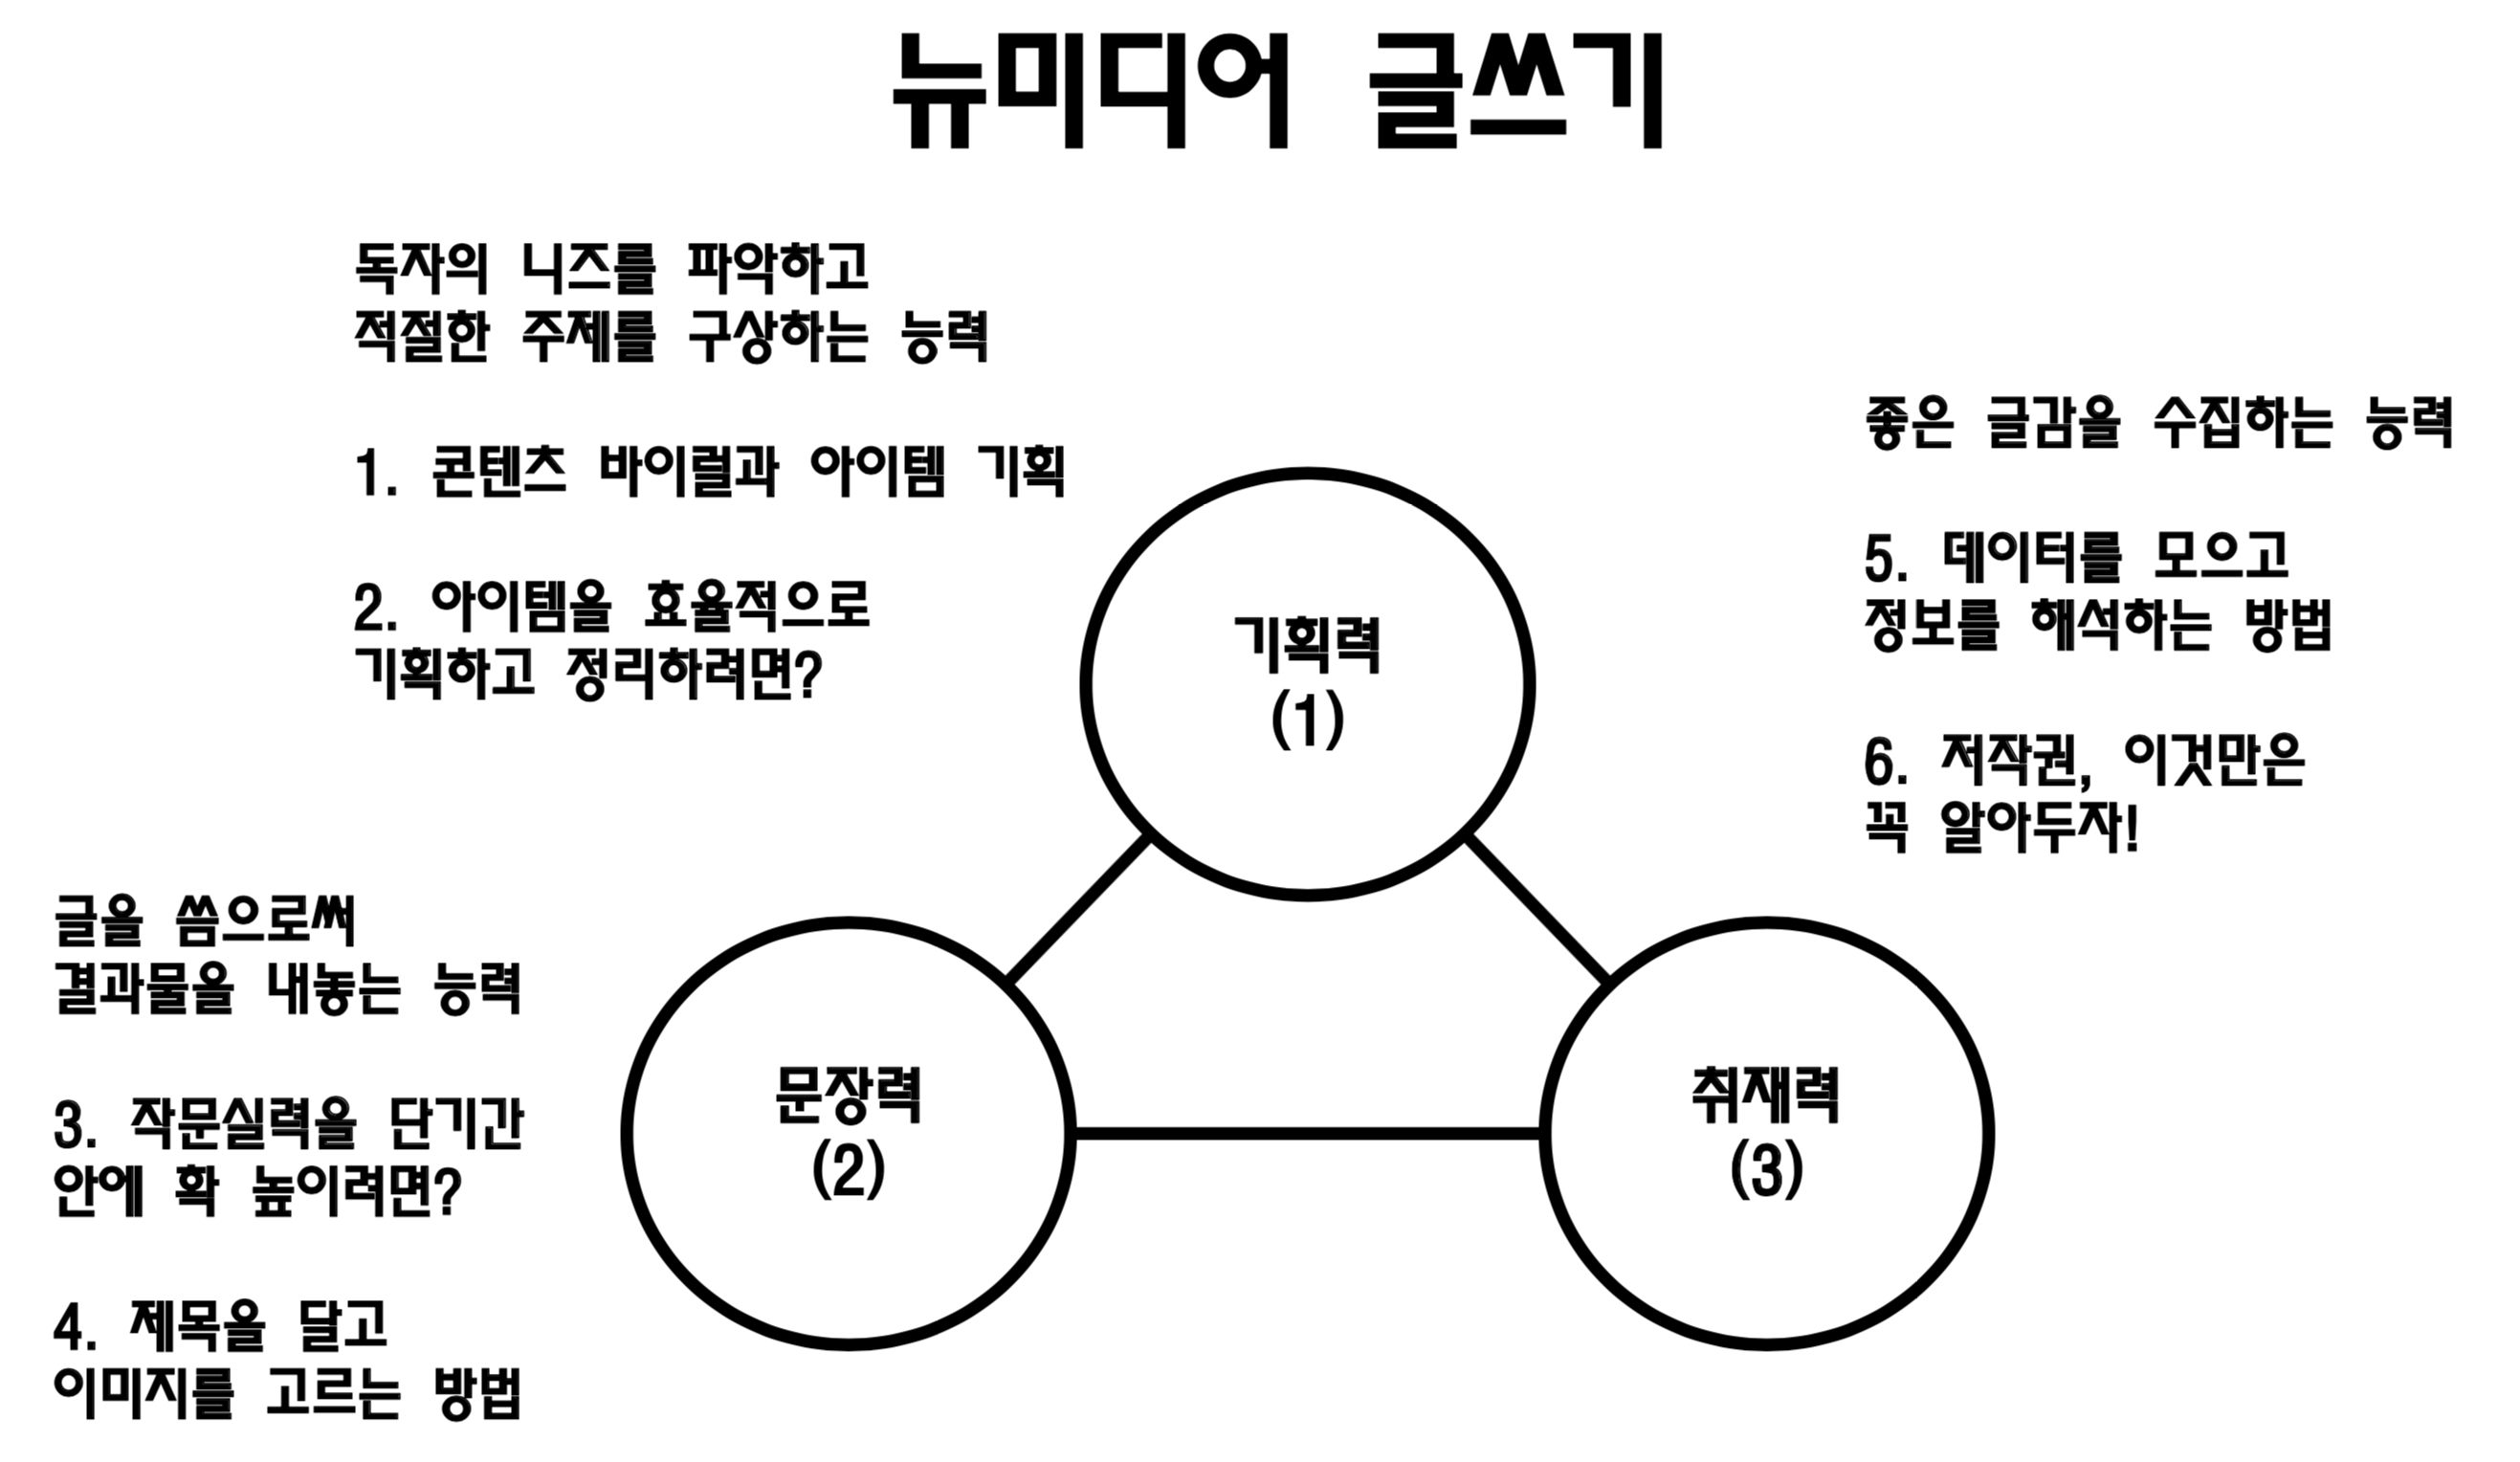 뉴미디어 글쓰기
독자의 니즈를 파악하고
적절한 주제를 구상하는 능력
1. 콘텐츠 바이럴과 아이템 기획
2. 아이템을 효율적으로
기획하고 정리하려면?
기획력
(1)
좋은 글감을 수집하는 능력
5. 데이터를 모으고
정보를 해석하는 방법
6. 저작권, 이것만은
꼭 알아두자!
글을 씀으로써
결과물을 내놓는 능력
3. 작문실력을 단기간
안에 확 높이려면?
4. 제목을 달고
이미지를 고르는 방법
문장력
(2)
취재력
(3)